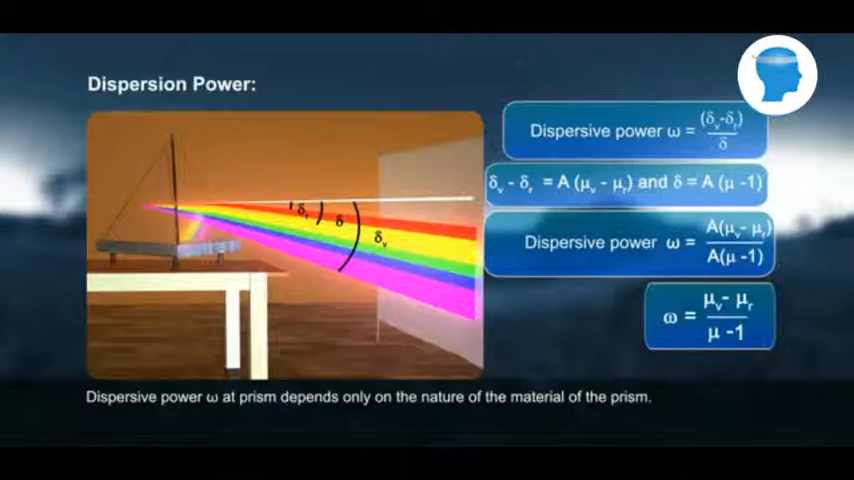 Dispersion Power:
Dispersive power ω = (δᵥ-δᵣ)/δ
δᵥ - δᵣ = A (μᵥ - μᵣ) and δ = A (μ -1)
Dispersive power ω = A(μᵥ- μᵣ)/A(μ -1)
ω = μᵥ- μᵣ/μ -1
δᵣ δ δᵥ
Dispersive power ω at prism depends only on the nature of the material of the prism.